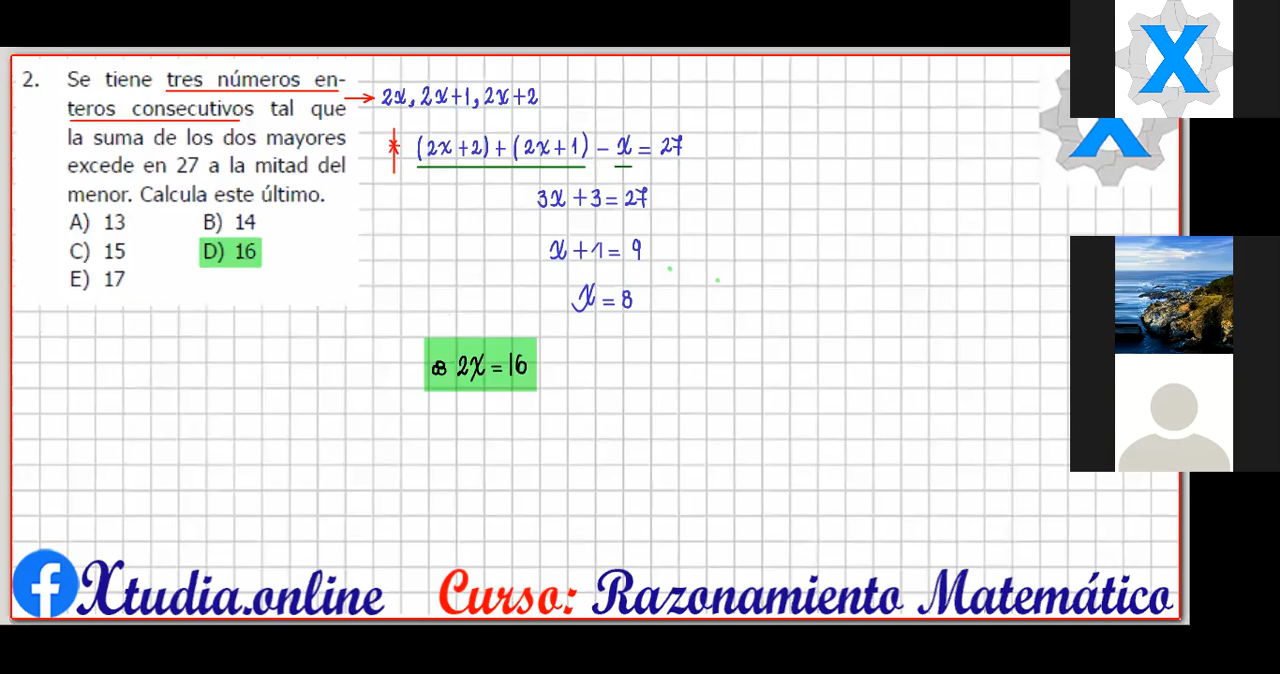 2. Se tiene tres números en-
teros consecutivos tal que
la suma de los dos mayores
excede en 27 a la mitad del
menor. Calcula este último.
A) 13 B) 14
C) 15 D) 16
E) 17
2x, 2x+1, 2x+2
* (2x+2)+(2x+1) - x = 27
3x + 3 = 27
x + 1 = 9
x = 8
2x = 16
Xtudia.online Curso: Razonamiento Matemático